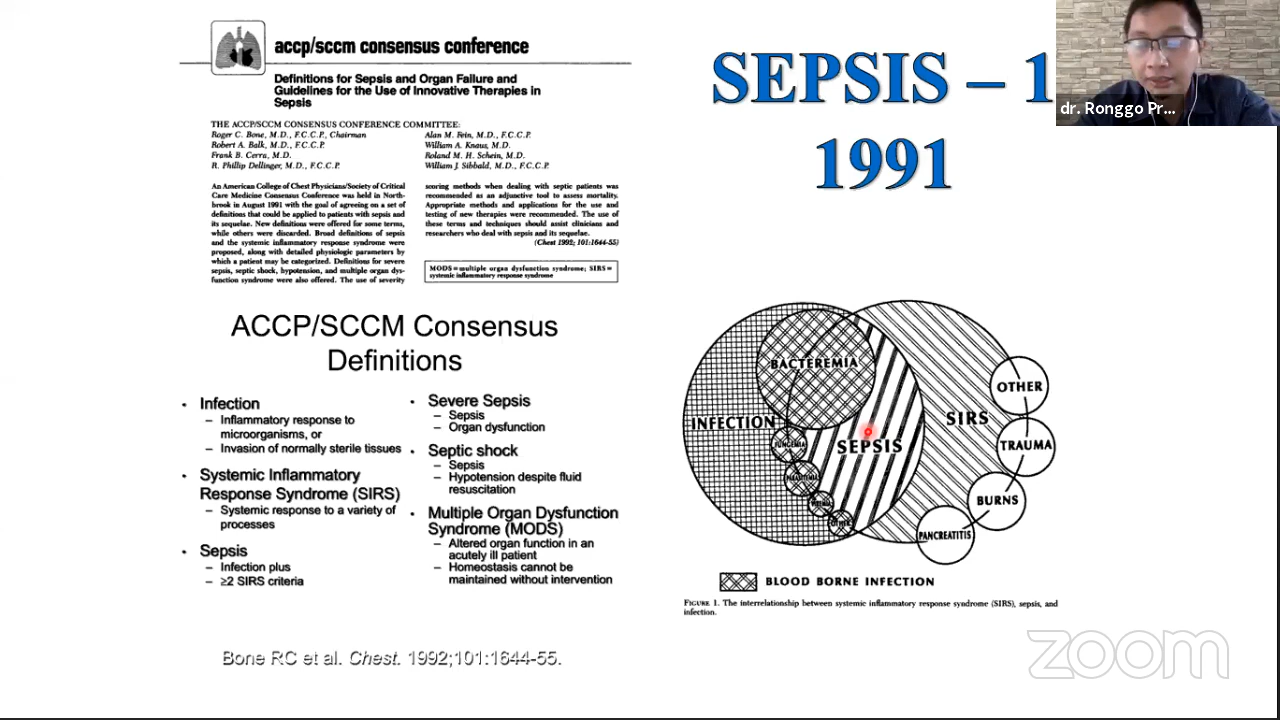 accp/sccm consensus conference
Definitions for Sepsis and Organ Failure and
Guidelines for the Use of Innovative Therapies in
Sepsis
THE ACCP/SCCM CONSENSUS CONFERENCE COMMITTEE:
Roger C. Bone, M.D., F.C.C.P., Chairman
Robert A. Balk, M.D., F.C.C.P.
Frank B. Cerra, M.D.
R. Phillip Dellinger, M.D., F.C.C.P.
Alan M. Fein, M.D., F.C.C.P.
William A. Knaus, M.D.
Roland M. H. Schein, M.D.
William J. Sibbald, M.D., F.C.C.P.
An American College of Chest Physicians/Society of Critical
Care Medicine Consensus Conference was held in North-
brook in August 1991 with the goal of agreeing on a set of
definitions that could be applied to patients with sepsis and
its sequelae. New definitions were offered for some terms,
while others were discarded. Broad definitions of sepsis
and the systemic inflammatory response syndrome were
proposed, along with detailed physiologic parameters by
which a patient may be categorized. Definitions for severe
sepsis, septic shock, hypotension, and multiple organ dys-
function syndrome were also offered. The use of severity
scoring methods when dealing with septic patients was
recommended as an adjunctive tool to assess mortality.
Appropriate methods and applications for the use and
testing of new therapies were recommended. The use of
these terms and techniques should assist clinicians and
researchers who deal with sepsis and its sequelae.
(Chest 1992; 101:1644-55)
MODS=multiple organ dysfunction syndrome; SIRS=
systemic inflammatory response syndrome
SEPSIS – 1
1991
dr. Ronggo Pr...
ACCP/SCCM Consensus
Definitions
• Infection
– Inflammatory response to
microorganisms, or
– Invasion of normally sterile tissues
• Systemic Inflammatory
Response Syndrome (SIRS)
– Systemic response to a variety of
processes
• Sepsis
– Infection plus
– ≥2 SIRS criteria
• Severe Sepsis
– Sepsis
– Organ dysfunction
• Septic shock
– Sepsis
– Hypotension despite fluid
resuscitation
• Multiple Organ Dysfunction
Syndrome (MODS)
– Altered organ function in an
acutely ill patient
– Homeostasis cannot be
maintained without intervention
Bone RC et al. Chest. 1992;101:1644-55.
BACTEREMIA
INFECTION
FUNGEMIA
PARASITEMIA
VIREMIA
OTHER
SEPSIS
SIRS
OTHER
TRAUMA
BURNS
PANCREATITIS
BLOOD BORNE INFECTION
FIGURE 1. The interrelationship between systemic inflammatory response syndrome (SIRS), sepsis, and
infection.
zoom